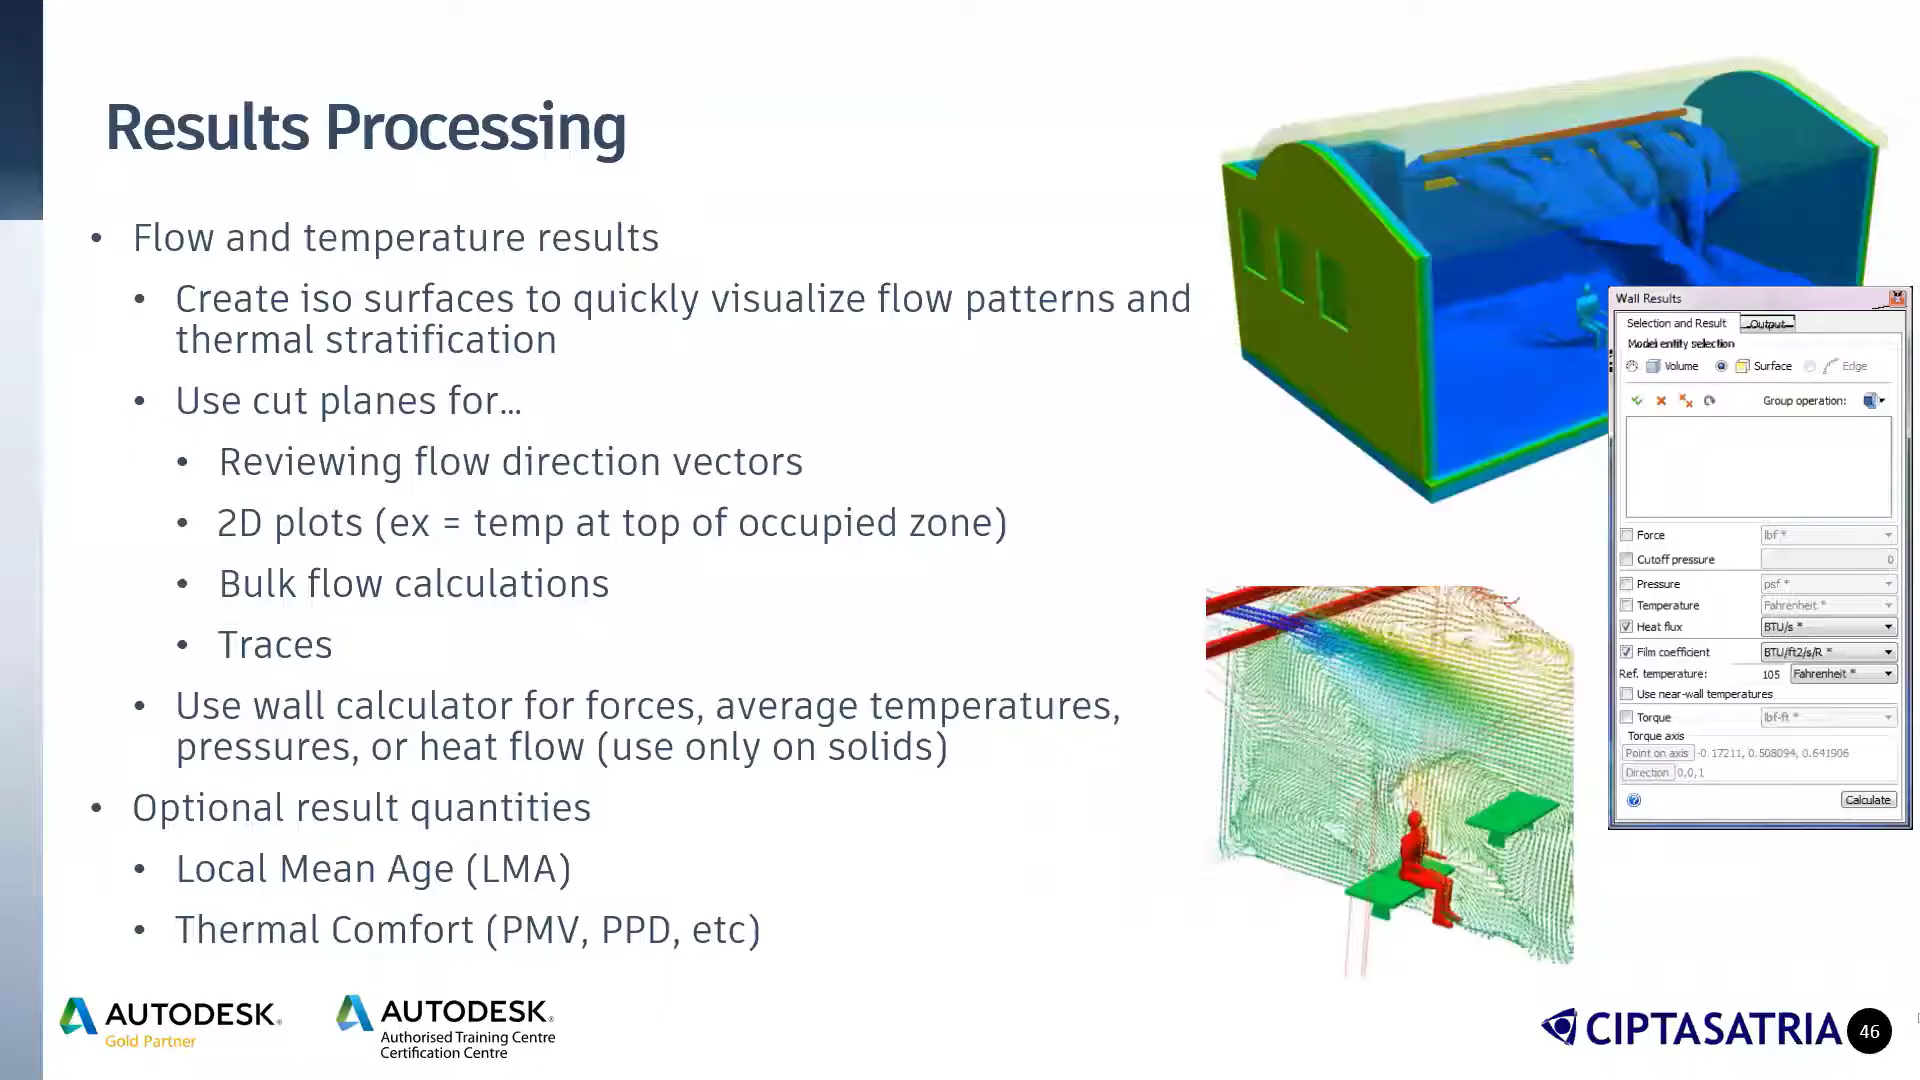 Results Processing
• Flow and temperature results
• Create iso surfaces to quickly visualize flow patterns and
thermal stratification
• Use cut planes for...
• Reviewing flow direction vectors
• 2D plots (ex = temp at top of occupied zone)
• Bulk flow calculations
• Traces
• Use wall calculator for forces, average temperatures,
pressures, or heat flow (use only on solids)
• Optional result quantities
• Local Mean Age (LMA)
• Thermal Comfort (PMV, PPD, etc)
Wall Results
Selection and Result Output
Model entity selection
Volume Surface Edge
Group operation:
Force lbf *
Cutoff pressure 0
Pressure psf *
Temperature Fahrenheit *
Heat flux BTU/s *
Film coefficient BTU/ft2/s/R *
Ref. temperature: 105 Fahrenheit *
Use near-wall temperatures
Torque lbf-ft *
Torque axis
Point on axis -0.17211, 0.508094, 0.641906
Direction 0,0,1
Calculate
AUTODESK®
Gold Partner
AUTODESK®
Authorised Training Centre
Certification Centre
CIPTASATRIA
46